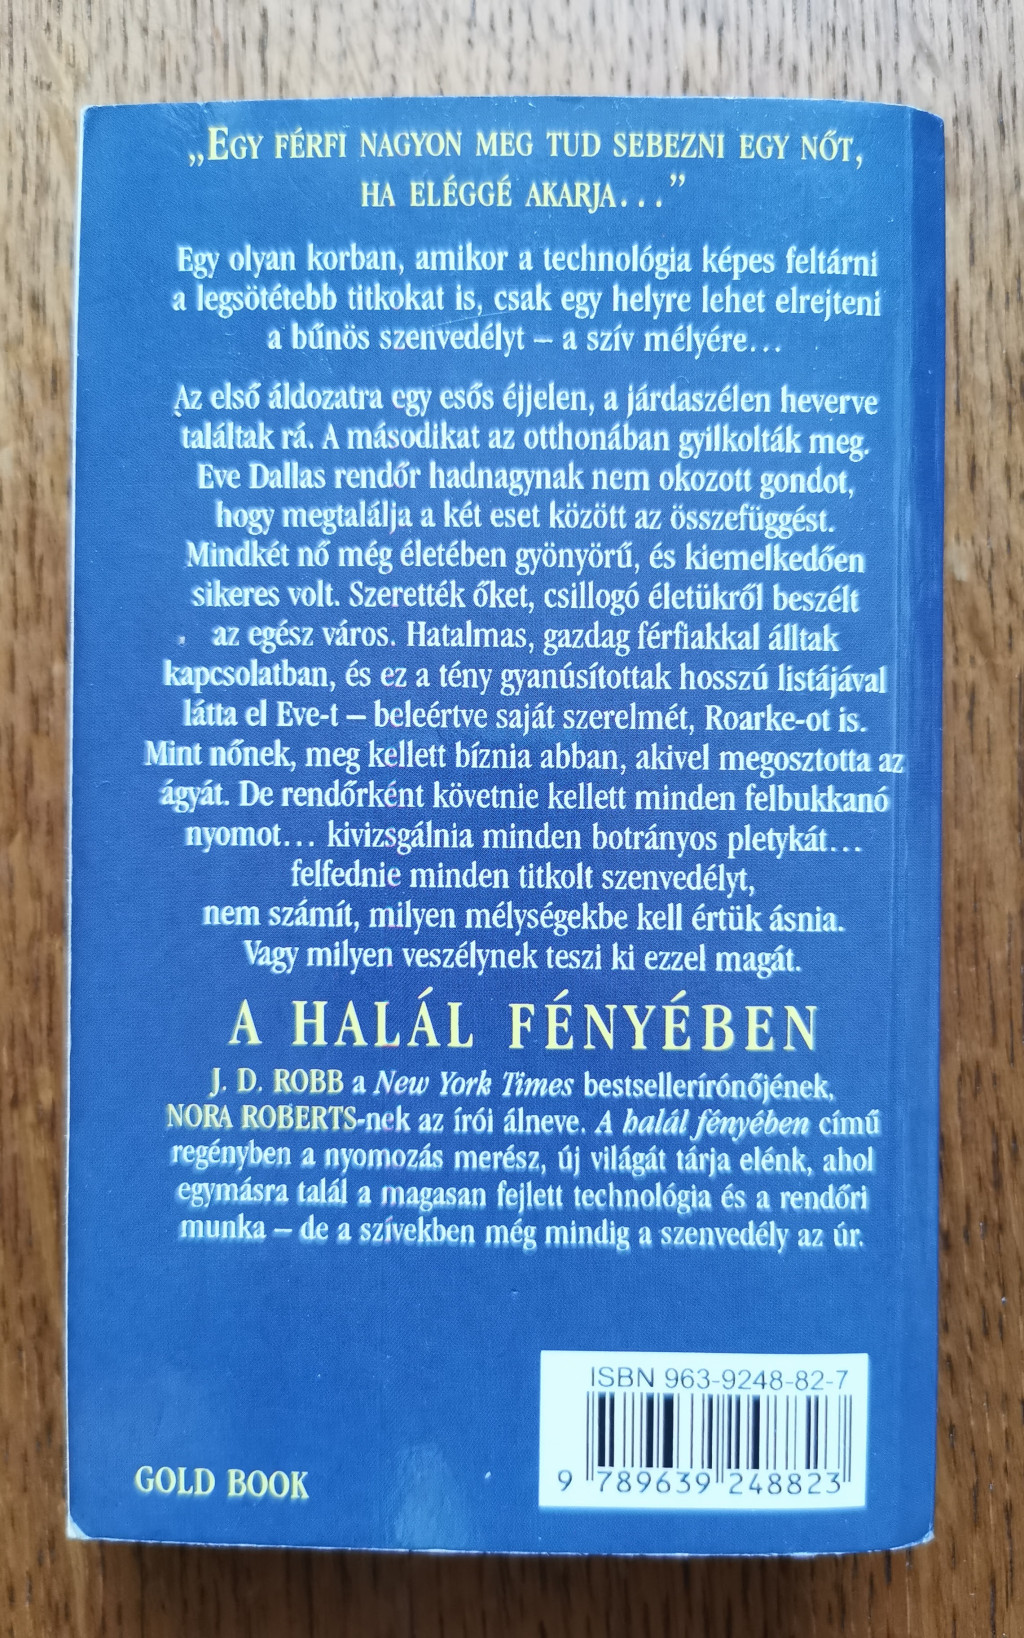 „EGY FÉRFI NAGYON MEG TUD SEBEZNI EGY NŐT,
HA ELÉGGÉ AKARJA...”
Egy olyan korban, amikor a technológia képes feltárni
a legsötétebb titkokat is, csak egy helyre lehet elrejteni
a bűnös szenvedélyt – a szív mélyére...
Az első áldozatra egy esős éjjelen, a járdaszélen heverve
találtak rá. A másodikat az otthonában gyilkolták meg.
Eve Dallas rendőr hadnagynak nem okozott gondot,
hogy megtalálja a két eset között az összefüggést.
Mindkét nő még életében gyönyörű, és kiemelkedően
sikeres volt. Szerették őket, csillogó életükről beszélt
az egész város. Hatalmas, gazdag férfiakkal álltak
kapcsolatban, és ez a tény gyanúsítottak hosszú listájával
látta el Eve-t – beleértve saját szerelmét, Roarke-ot is.
Mint nőnek, meg kellett bíznia abban, akivel megosztotta az
ágyát. De rendőrként követnie kellett minden felbukkanó
nyomot... kivizsgálnia minden botrányos pletykát...
felfednie minden titkolt szenvedélyt,
nem számít, milyen mélységekbe kell értük ásnia.
Vagy milyen veszélynek teszi ki ezzel magát.
A HALÁL FÉNYÉBEN
J. D. ROBB a New York Times bestsellerírónőjének,
NORA ROBERTS-nek az írói álneve. A halál fényében című
regényben a nyomozás merész, új világát tárja elénk, ahol
egymásra talál a magasan fejlett technológia és a rendőri
munka – de a szívekben még mindig a szenvedély az úr.
ISBN 963-9248-82-7
9 789639 248823
GOLD BOOK